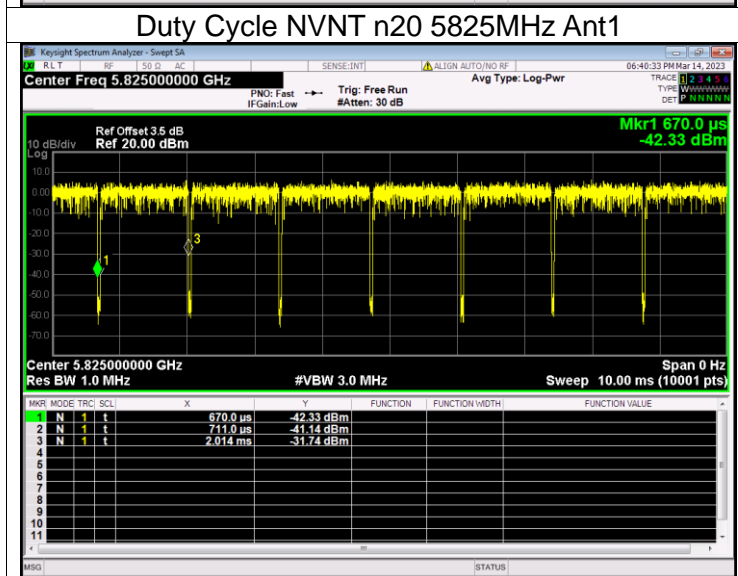 Duty Cycle NVNT n20 5825MHz Ant1
Keysight Spectrum Analyzer - Swept SA
RLT RF 50 Ω AC SENSE:INT ALIGN AUTO/NO RF 06:40:33 PM Mar 14, 2023
Center Freq 5.825000000 GHz Avg Type: Log-Pwr TRACE 1 2 3 4 5 6
PNO: Fast Trig: Free Run TYPE W
IFGain:Low #Atten: 30 dB DET P N N N N N
Mkr1 670.0 µs
-42.33 dBm
Ref Offset 3.5 dB
10 dB/div Ref 20.00 dBm
Log
10.0
0.00
-10.0
-20.0
-30.0
-40.0
-50.0
-60.0
-70.0
1
3
Center 5.825000000 GHz Span 0 Hz
Res BW 1.0 MHz #VBW 3.0 MHz Sweep 10.00 ms (10001 pts)
MKR MODE TRC SCL X Y FUNCTION FUNCTION WIDTH FUNCTION VALUE
1 N 1 t 670.0 µs -42.33 dBm
2 N 1 t 711.0 µs -41.14 dBm
3 N 1 t 2.014 ms -31.74 dBm
4
5
6
7
8
9
10
11
MSG STATUS